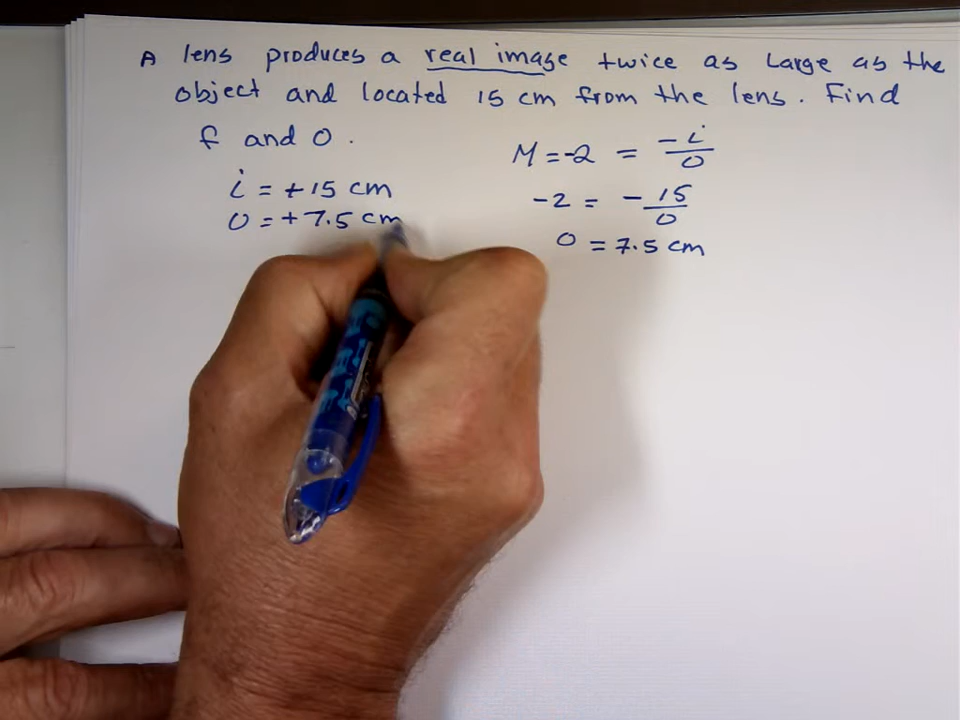 A lens produces a real image twice as large as the
object and located 15 cm from the lens. Find
f and o.
i = +15 cm
o = +7.5 cm
M = -2 = -i/o
-2 = -15/o
o = 7.5 cm